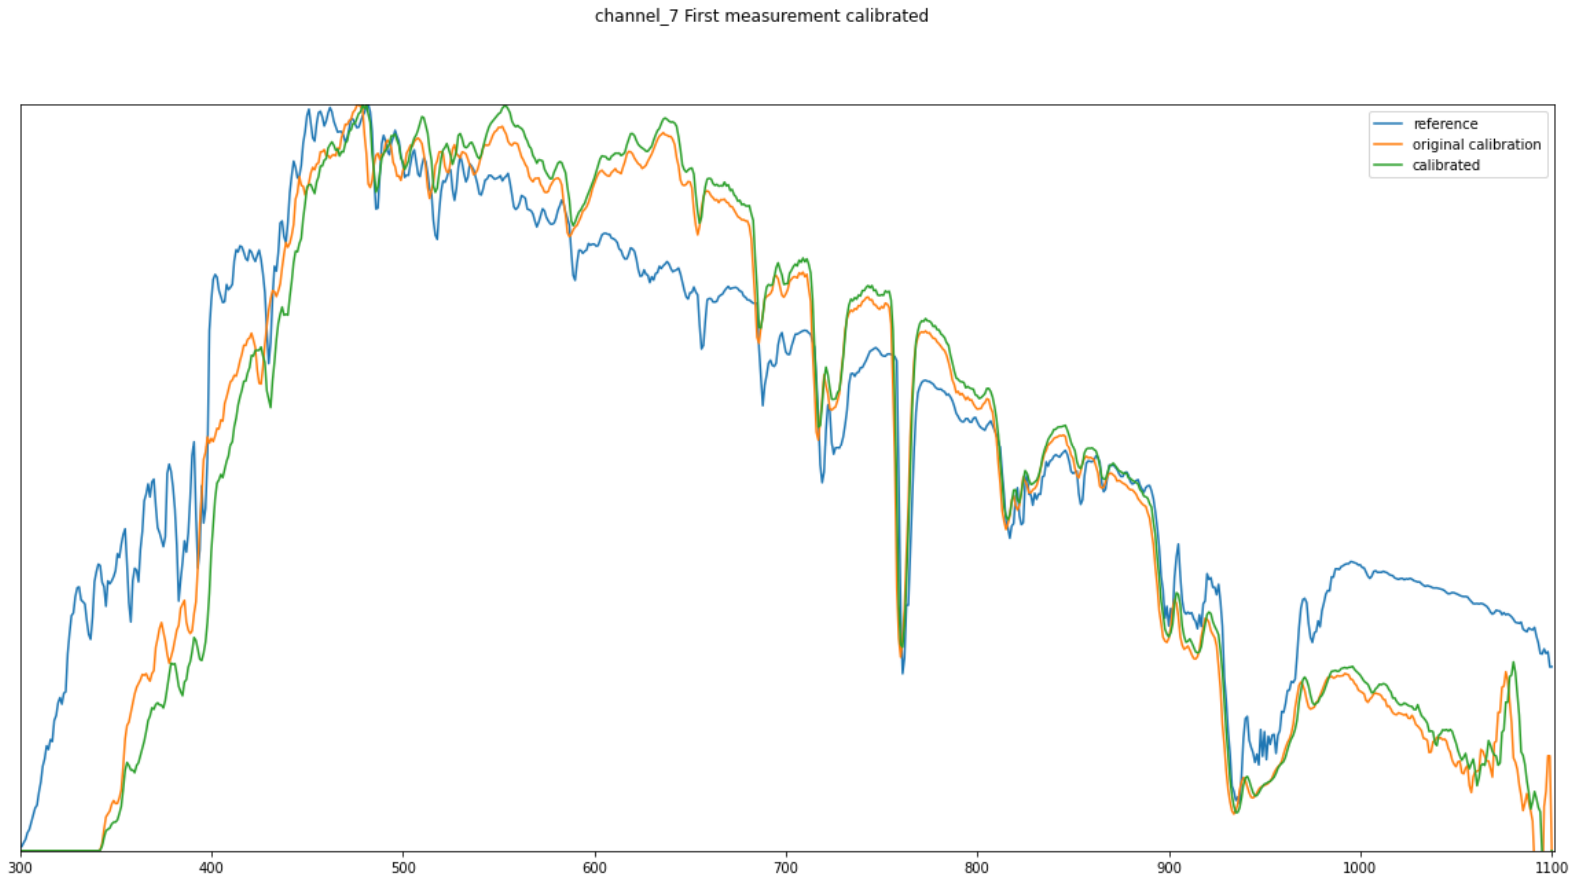 channel_7 First measurement calibrated
reference
original calibration
calibrated
300 400 500 600 700 800 900 1000 1100